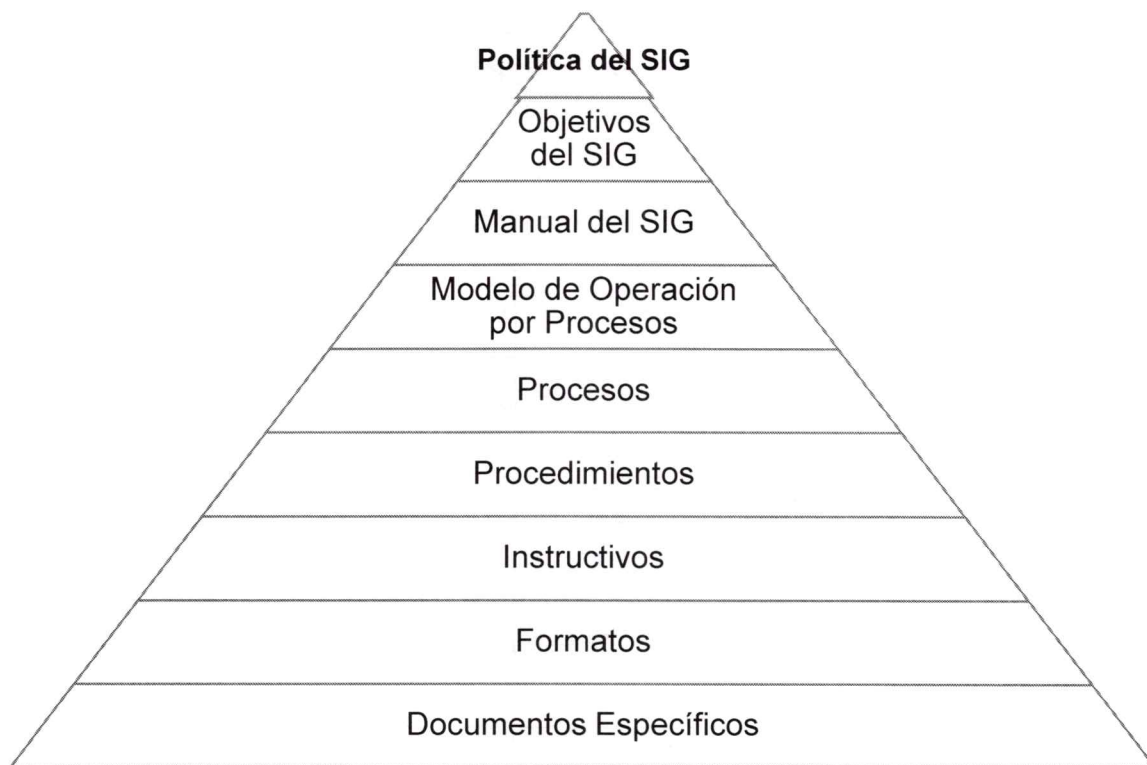 Política del SIG
Objetivos
del SIG
Manual del SIG
Modelo de Operación
por Procesos
Procesos
Procedimientos
Instructivos
Formatos
Documentos Específicos